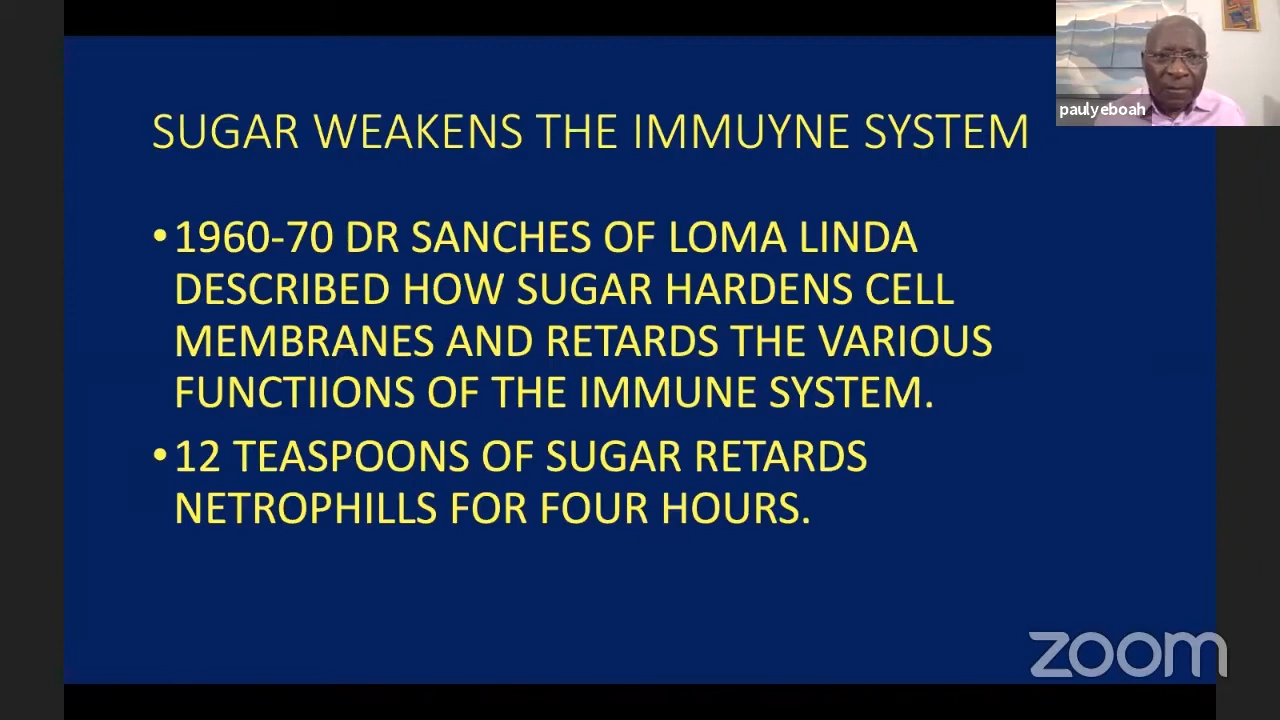 paulyeboah
SUGAR WEAKENS THE IMMUYNE SYSTEM
•1960-70 DR SANCHES OF LOMA LINDA
DESCRIBED HOW SUGAR HARDENS CELL
MEMBRANES AND RETARDS THE VARIOUS
FUNCTIIONS OF THE IMMUNE SYSTEM.
•12 TEASPOONS OF SUGAR RETARDS
NETROPHILLS FOR FOUR HOURS.
zoom